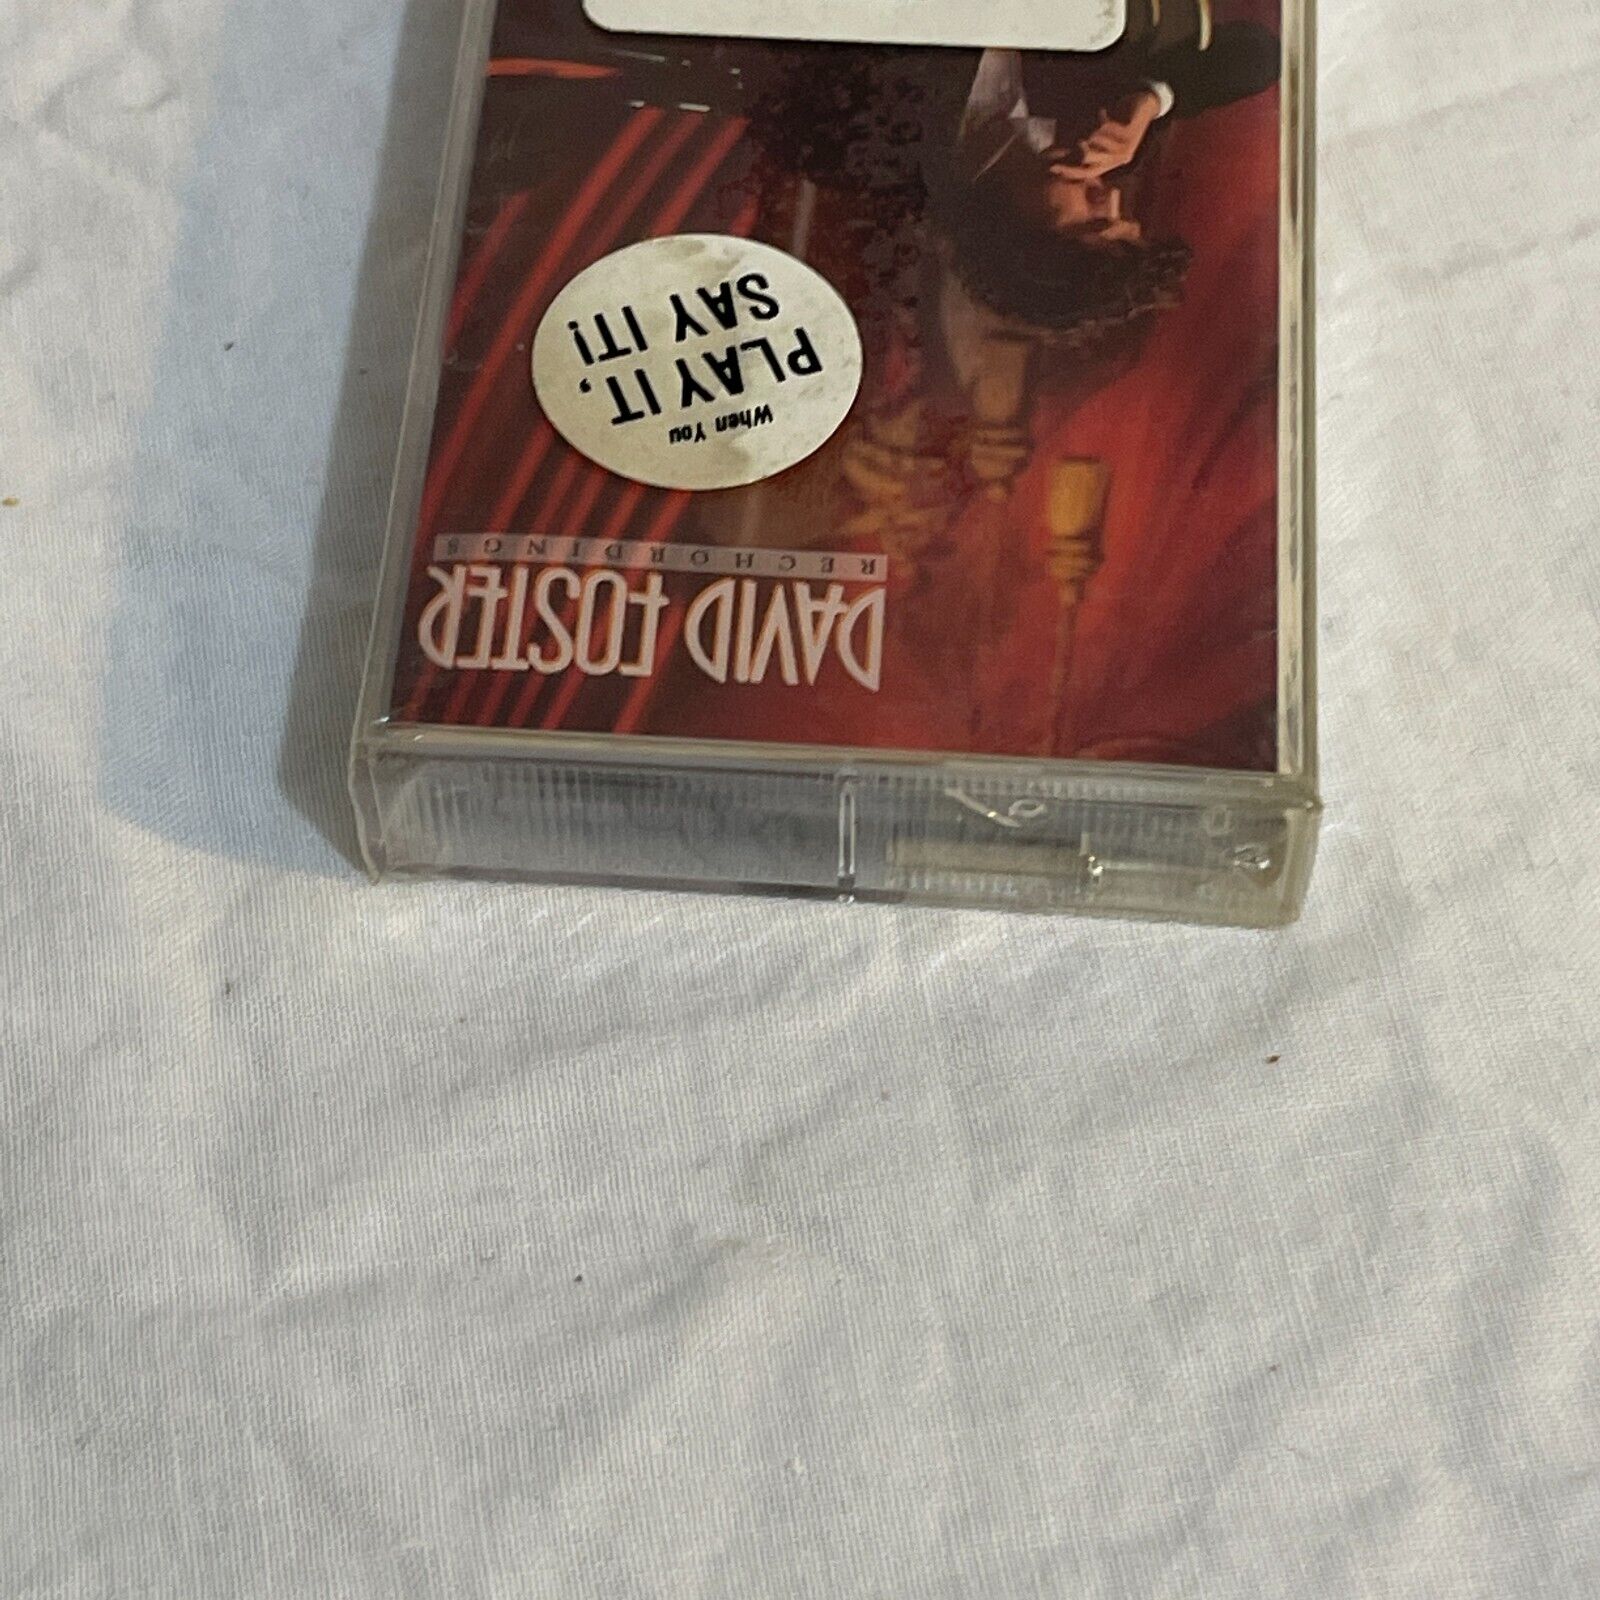 DAVID FOSTER
RECHORDINGS
When You
PLAY IT,
SAY IT!